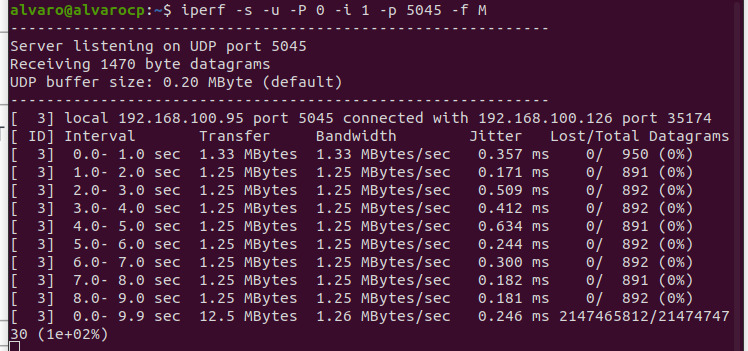 alvaro@alvarocp:~$ iperf -s -u -P 0 -i 1 -p 5045 -f M
------------------------------------------------------------
Server listening on UDP port 5045
Receiving 1470 byte datagrams
UDP buffer size: 0.20 MByte (default)
------------------------------------------------------------
[  3] local 192.168.100.95 port 5045 connected with 192.168.100.126 port 35174
[ ID] Interval       Transfer     Bandwidth        Jitter   Lost/Total Datagrams
[  3]  0.0- 1.0 sec  1.33 MBytes  1.33 MBytes/sec   0.357 ms    0/  950 (0%)
[  3]  1.0- 2.0 sec  1.25 MBytes  1.25 MBytes/sec   0.171 ms    0/  891 (0%)
[  3]  2.0- 3.0 sec  1.25 MBytes  1.25 MBytes/sec   0.509 ms    0/  892 (0%)
[  3]  3.0- 4.0 sec  1.25 MBytes  1.25 MBytes/sec   0.412 ms    0/  892 (0%)
[  3]  4.0- 5.0 sec  1.25 MBytes  1.25 MBytes/sec   0.634 ms    0/  891 (0%)
[  3]  5.0- 6.0 sec  1.25 MBytes  1.25 MBytes/sec   0.244 ms    0/  892 (0%)
[  3]  6.0- 7.0 sec  1.25 MBytes  1.25 MBytes/sec   0.300 ms    0/  892 (0%)
[  3]  7.0- 8.0 sec  1.25 MBytes  1.25 MBytes/sec   0.182 ms    0/  891 (0%)
[  3]  8.0- 9.0 sec  1.25 MBytes  1.25 MBytes/sec   0.181 ms    0/  892 (0%)
[  3]  0.0- 9.9 sec  12.5 MBytes  1.26 MBytes/sec   0.246 ms 2147465812/21474747
30 (1e+02%)